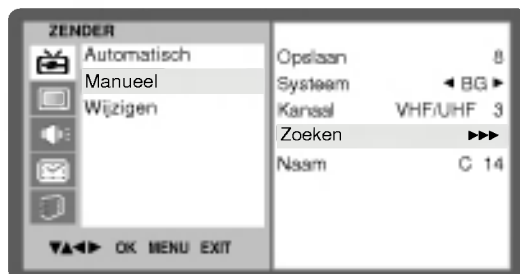 ZENDER
Automatisch
Manueel
Wijzigen
▼▲◀▶ OK MENU EXIT
Opslaan 8
Systeem ◀ BG ▶
Kanaal VHF/UHF 3
Zoeken ▶▶▶
Naam C 14